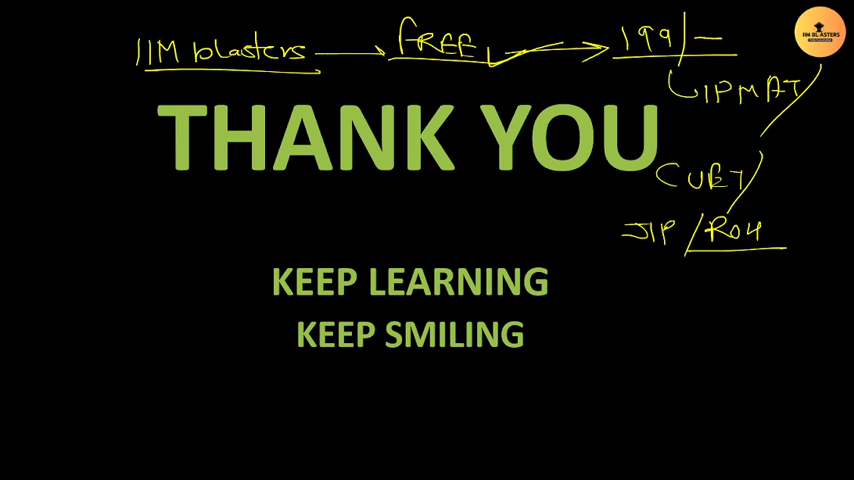 IIM blasters FREE 199/-
IPMAT
IIM BLASTERS
THANK YOU
CUET
JIP/ROH
KEEP LEARNING
KEEP SMILING